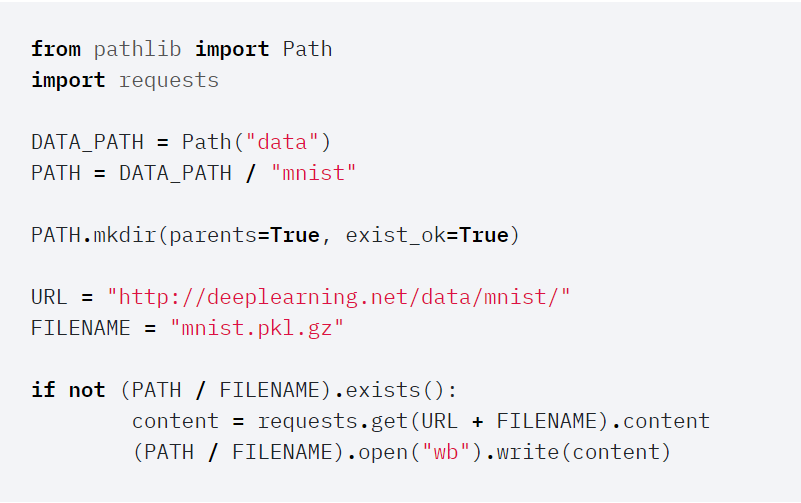 from pathlib import Path
import requests

DATA_PATH = Path("data")
PATH = DATA_PATH / "mnist"

PATH.mkdir(parents=True, exist_ok=True)

URL = "http://deeplearning.net/data/mnist/"
FILENAME = "mnist.pkl.gz"

if not (PATH / FILENAME).exists():
        content = requests.get(URL + FILENAME).content
        (PATH / FILENAME).open("wb").write(content)